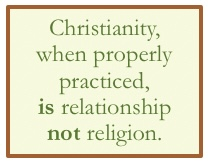 Christianity,
when properly
practiced,
is relationship
not religion.